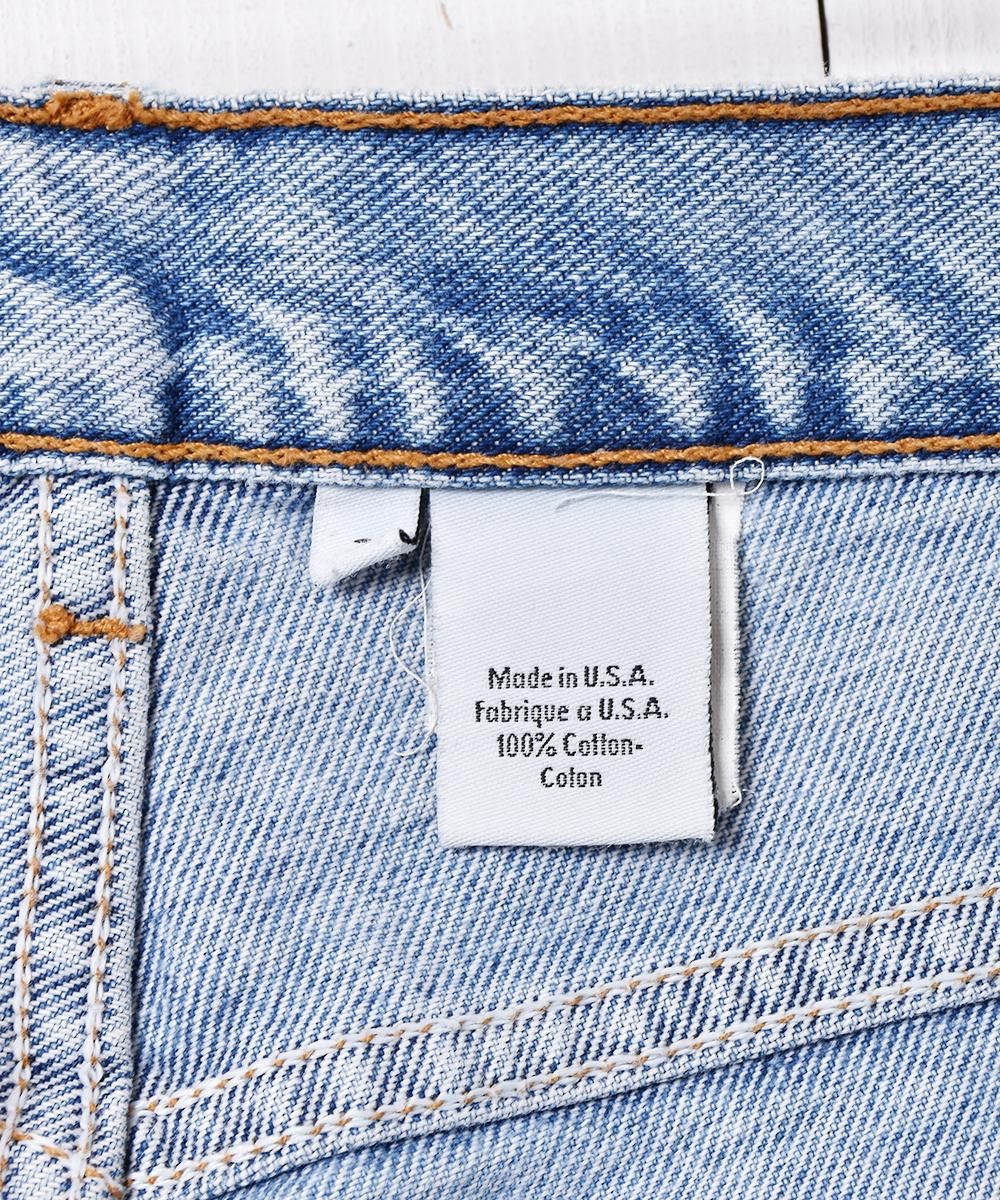 Made in U.S.A.
Fabrique a U.S.A.
100% Cotton-
Coton